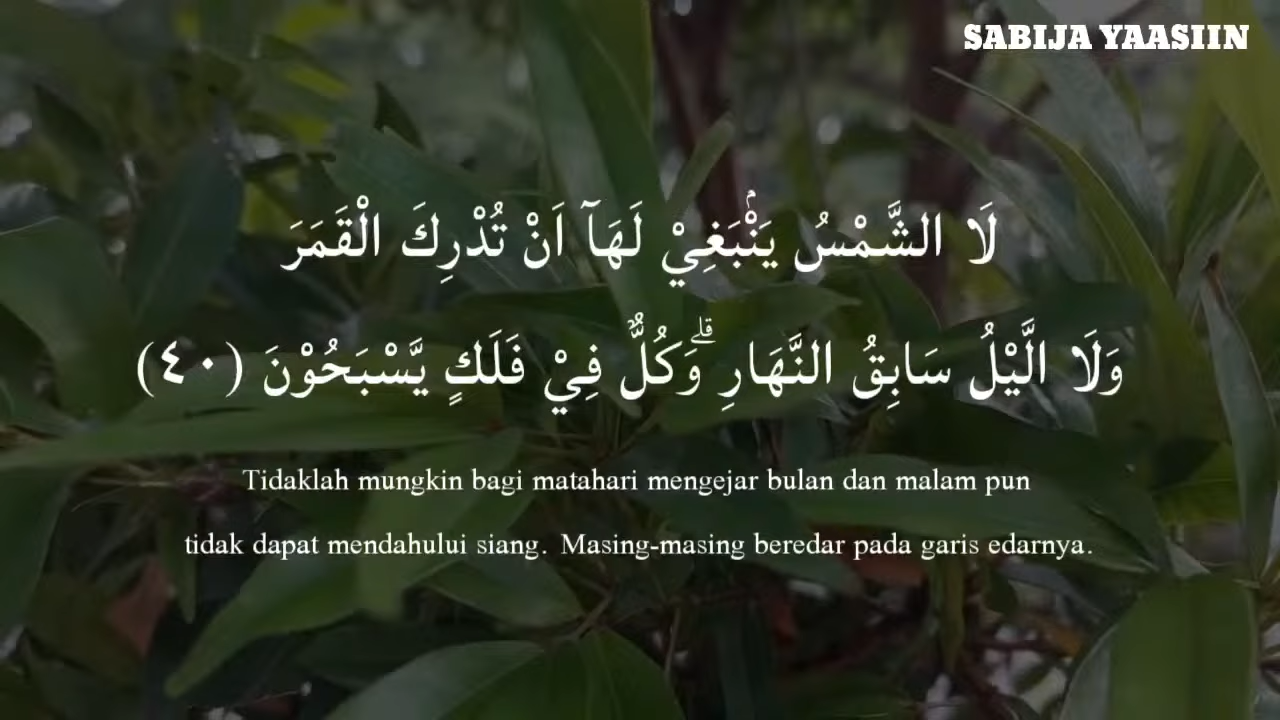 SABIJA YAASIIN
لَا الشَّمْسُ يَنْۢبَغِيْ لَهَآ اَنْ تُدْرِكَ الْقَمَرَ
وَلَا الَّيْلُ سَابِقُ النَّهَارِ ۗوَكُلٌّ فِيْ فَلَكٍ يَّسْبَحُوْنَ (٤٠)
Tidaklah mungkin bagi matahari mengejar bulan dan malam pun
tidak dapat mendahului siang. Masing-masing beredar pada garis edarnya.